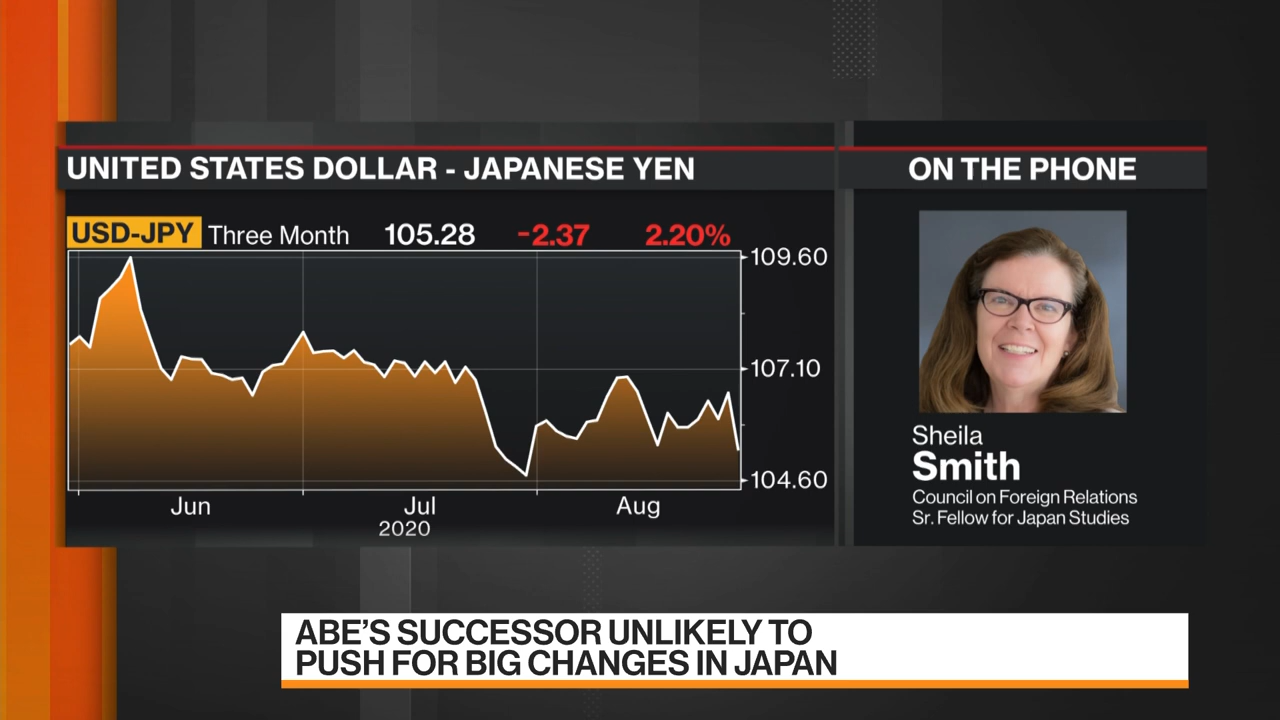 UNITED STATES DOLLAR - JAPANESE YEN
USD-JPY Three Month 105.28 -2.37 2.20%
109.60
107.10
104.60
Jun Jul Aug
2020
ON THE PHONE
Sheila
Smith
Council on Foreign Relations
Sr. Fellow for Japan Studies
ABE'S SUCCESSOR UNLIKELY TO
PUSH FOR BIG CHANGES IN JAPAN